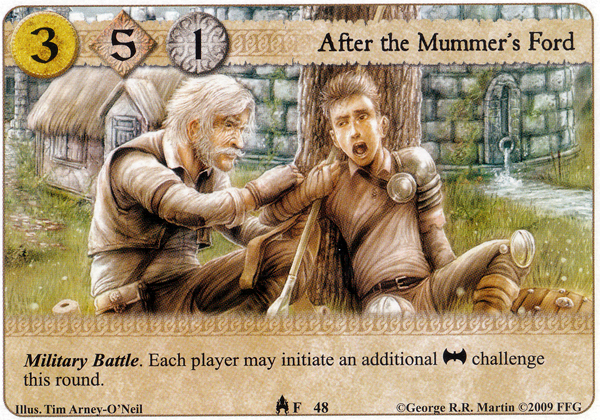 3 5 1 After the Mummer's Ford
Military Battle. Each player may initiate an additional challenge
this round.
Illus. Tim Arney-O'Neil F 48 ©George R.R. Martin ©2009 FFG